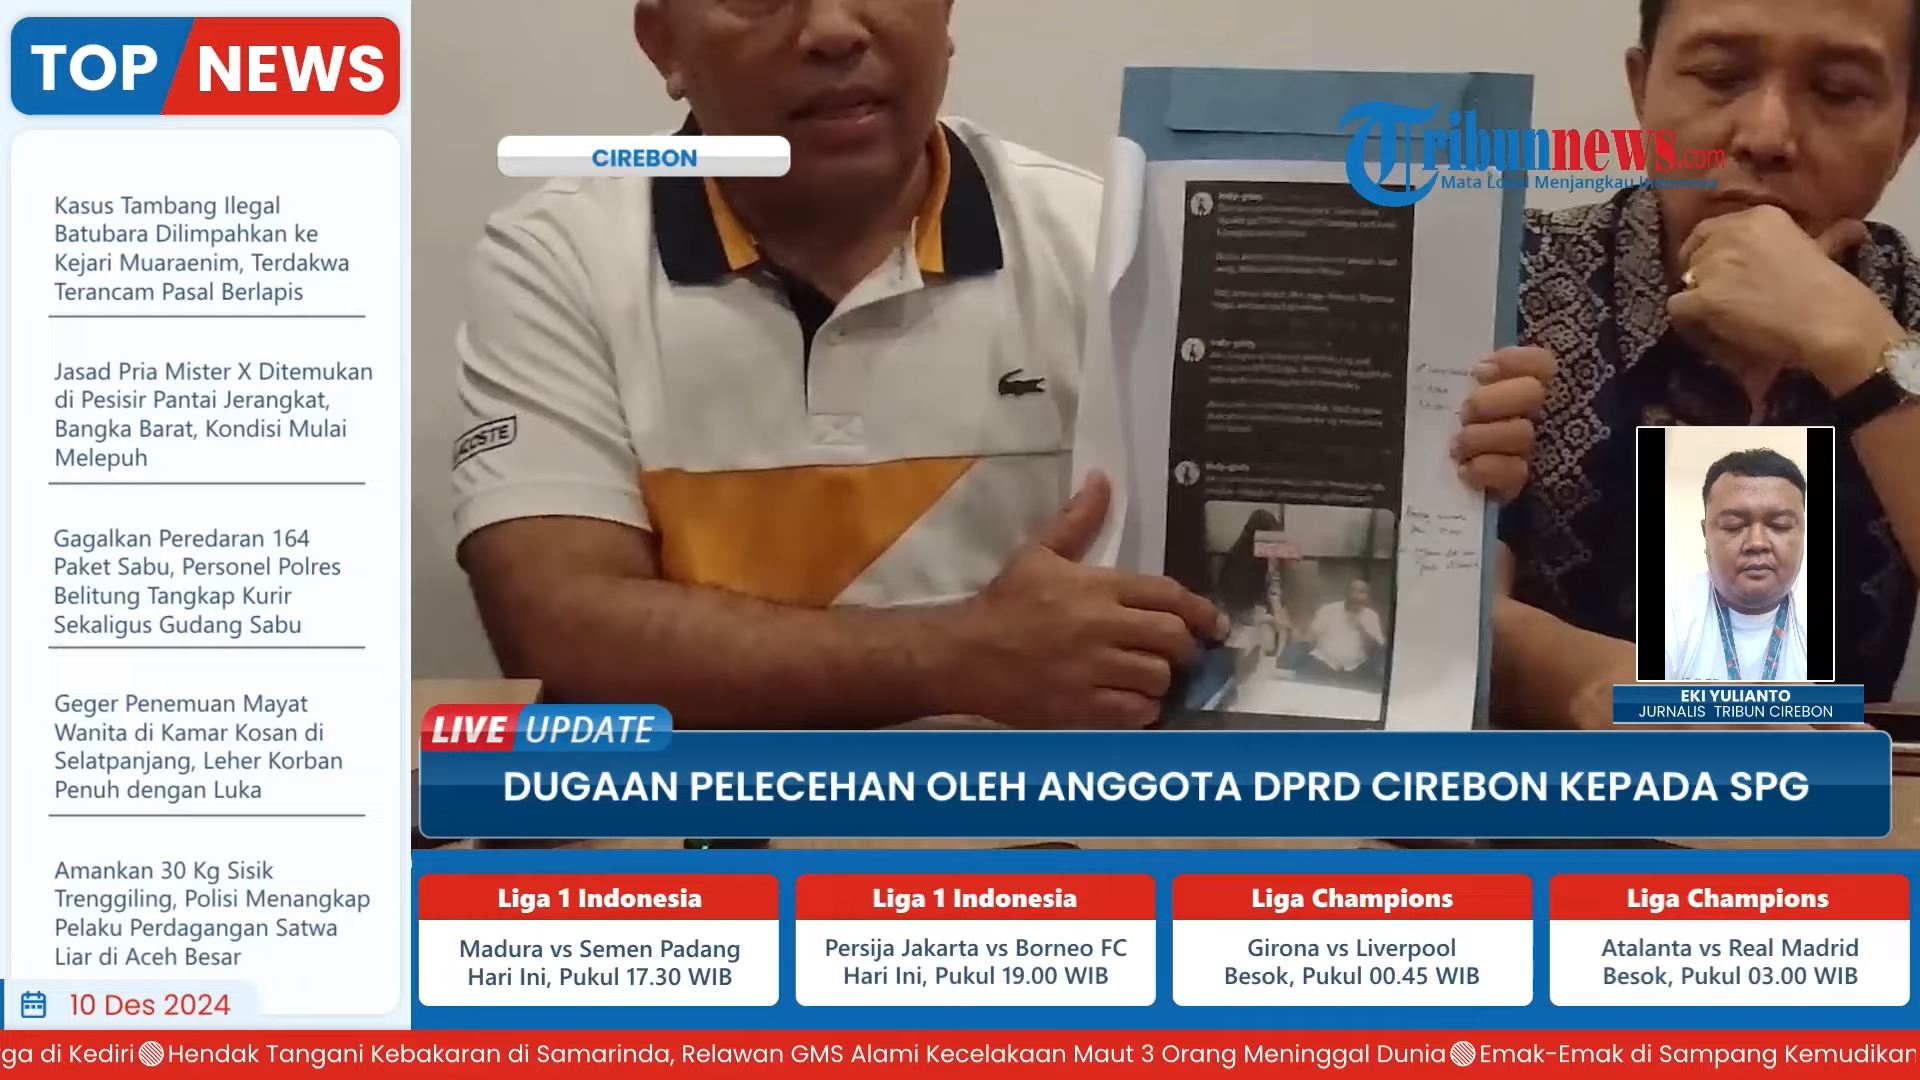 TOP NEWS
Kasus Tambang Ilegal
Batubara Dilimpahkan ke
Kejari Muaraenim, Terdakwa
Terancam Pasal Berlapis
Jasad Pria Mister X Ditemukan
di Pesisir Pantai Jerangkat,
Bangka Barat, Kondisi Mulai
Melepuh
Gagalkan Peredaran 164
Paket Sabu, Personel Polres
Belitung Tangkap Kurir
Sekaligus Gudang Sabu
Geger Penemuan Mayat
Wanita di Kamar Kosan di
Selatpanjang, Leher Korban
Penuh dengan Luka
Amankan 30 Kg Sisik
Trenggiling, Polisi Menangkap
Pelaku Perdagangan Satwa
Liar di Aceh Besar
10 Des 2024
CIREBON
Tribunnews.com
Mata Lokal Menjangkau Indonesia
EKI YULIANTO
JURNALIS TRIBUN CIREBON
LIVE UPDATE
DUGAAN PELECEHAN OLEH ANGGOTA DPRD CIREBON KEPADA SPG
Liga 1 Indonesia
Madura vs Semen Padang
Hari Ini, Pukul 17.30 WIB
Liga 1 Indonesia
Persija Jakarta vs Borneo FC
Hari Ini, Pukul 19.00 WIB
Liga Champions
Girona vs Liverpool
Besok, Pukul 00.45 WIB
Liga Champions
Atalanta vs Real Madrid
Besok, Pukul 03.00 WIB
rga di Kediri Hendak Tangani Kebakaran di Samarinda, Relawan GMS Alami Kecelakaan Maut 3 Orang Meninggal Dunia Emak-Emak di Sampang Kemudikan